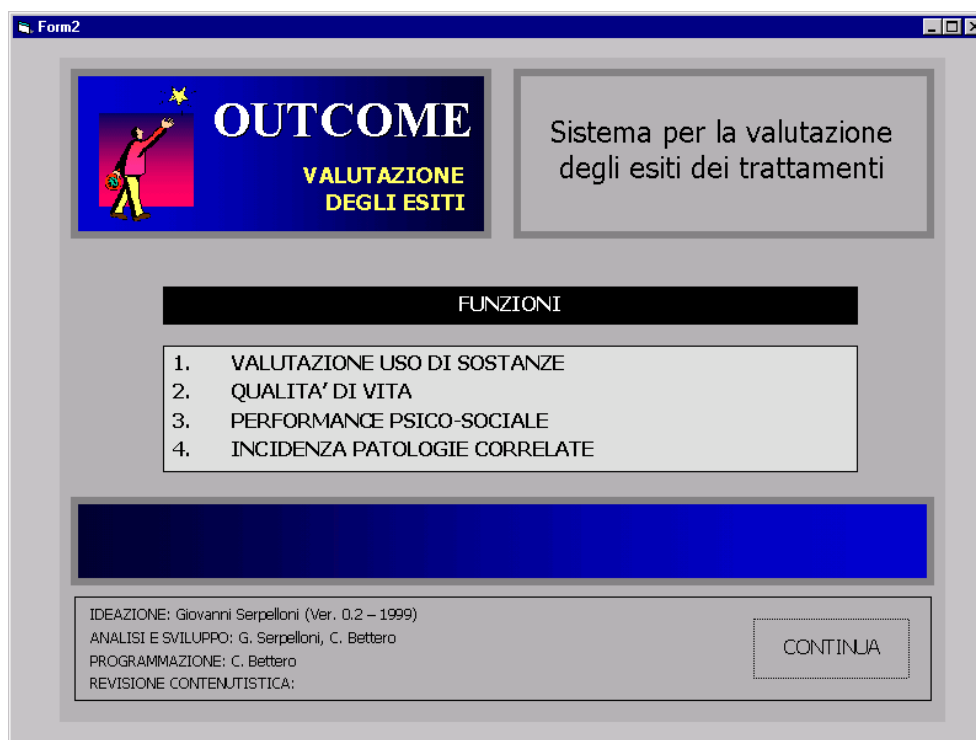 Form2
OUTCOME
VALUTAZIONE
DEGLI ESITI
Sistema per la valutazione
degli esiti dei trattamenti
FUNZIONI
1. VALUTAZIONE USO DI SOSTANZE
2. QUALITA' DI VITA
3. PERFORMANCE PSICO-SOCIALE
4. INCIDENZA PATOLOGIE CORRELATE
IDEAZIONE: Giovanni Serpelloni (Ver. 0.2 – 1999)
ANALISI E SVILUPPO: G. Serpelloni, C. Bettero
PROGRAMMAZIONE: C. Bettero
REVISIONE CONTENUTISTICA:
CONTINUA